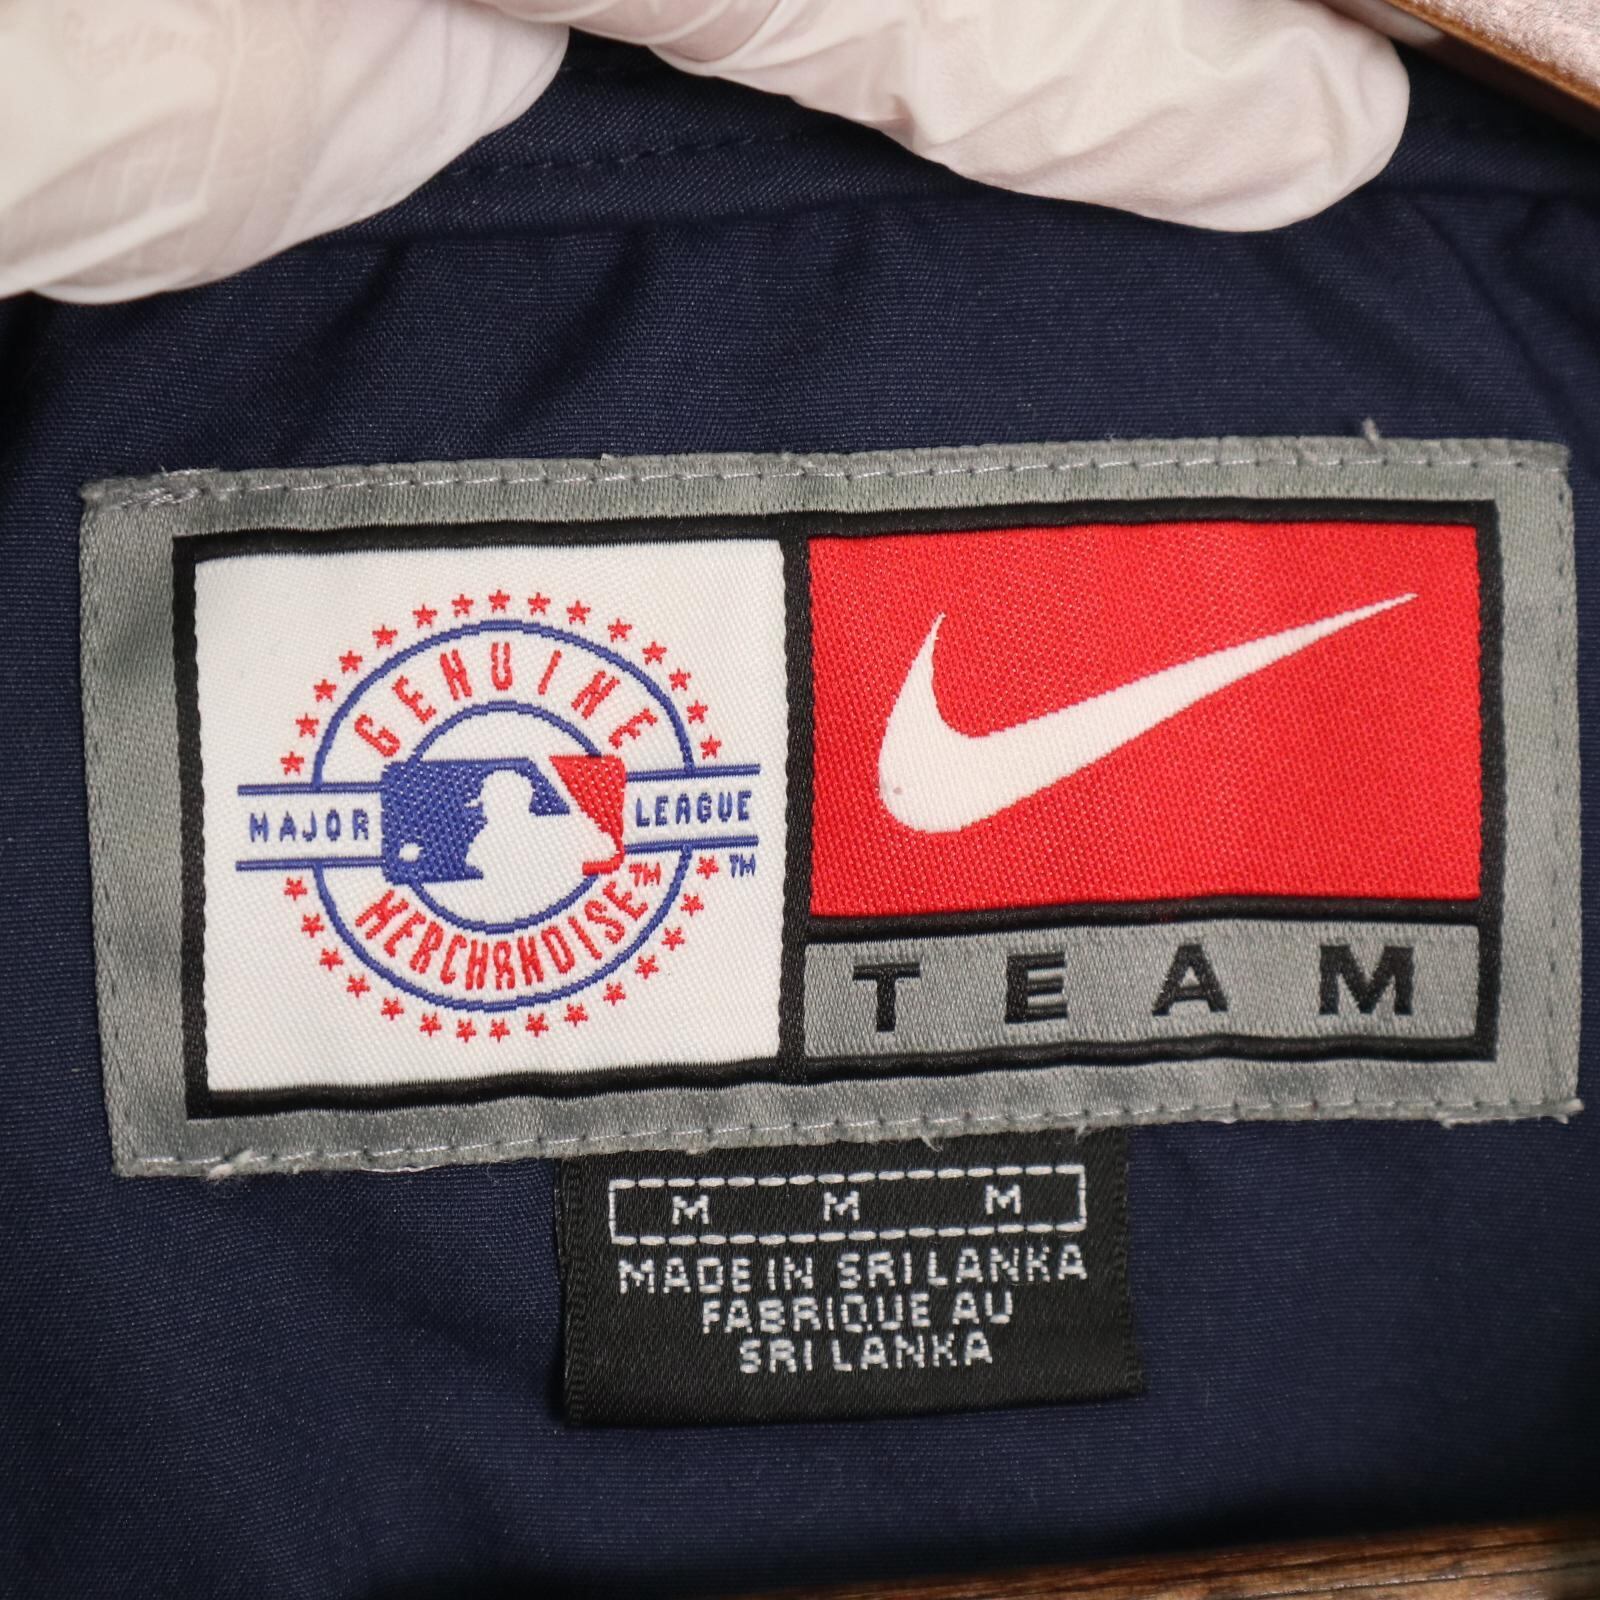 GENUINE
MAJOR LEAGUE
MERCHANDISE™
™
TEAM
M M M
MADE IN SRI LANKA
FABRIQUE AU
SRI LANKA